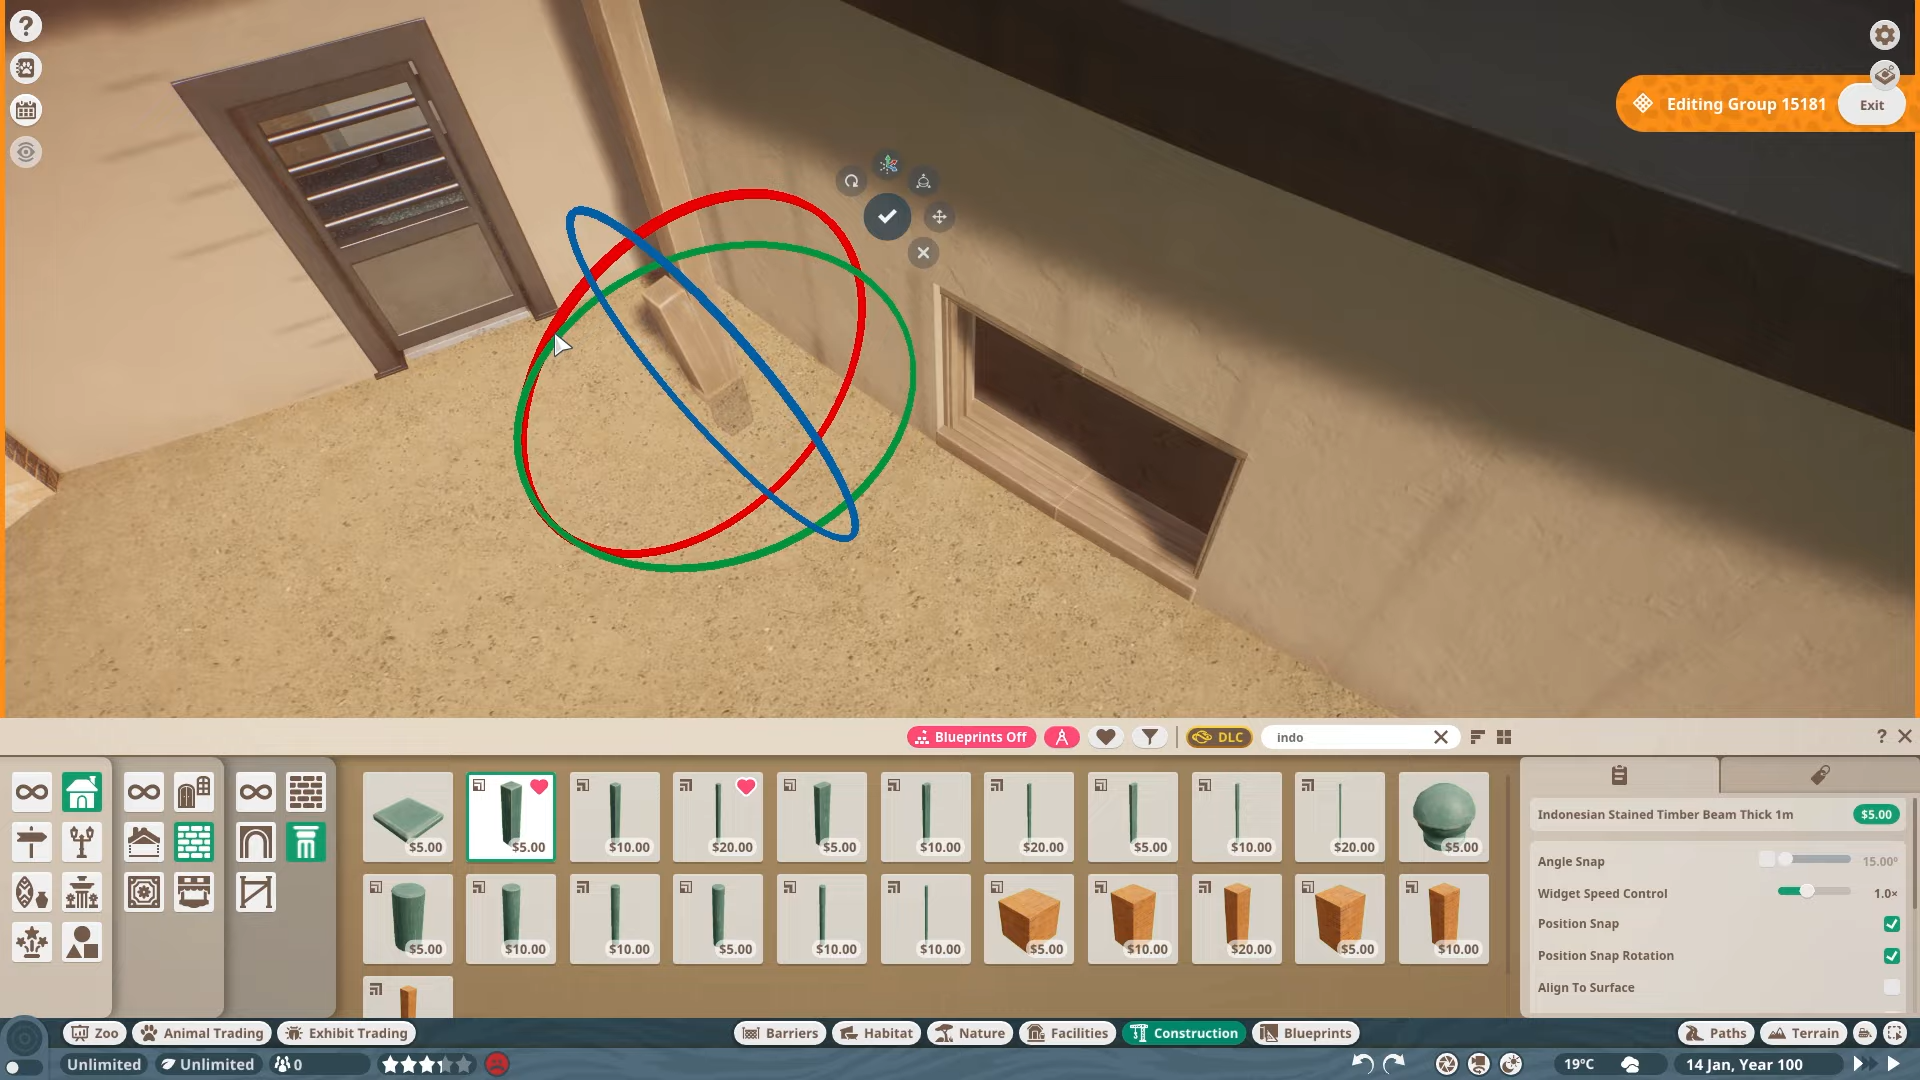 Editing Group 15181
Exit
Blueprints Off
DLC
indo
?
$5.00
$5.00
$10.00
$20.00
$5.00
$10.00
$20.00
$5.00
$10.00
$20.00
$5.00
$5.00
$10.00
$10.00
$5.00
$10.00
$10.00
$5.00
$10.00
$20.00
$5.00
$10.00
Indonesian Stained Timber Beam Thick 1m
$5.00
Angle Snap
15.00°
Widget Speed Control
1.0×
Position Snap
Position Snap Rotation
Align To Surface
Zoo
Animal Trading
Exhibit Trading
Barriers
Habitat
Nature
Facilities
Construction
Blueprints
Paths
Terrain
Unlimited
Unlimited
0
19°C
14 Jan, Year 100